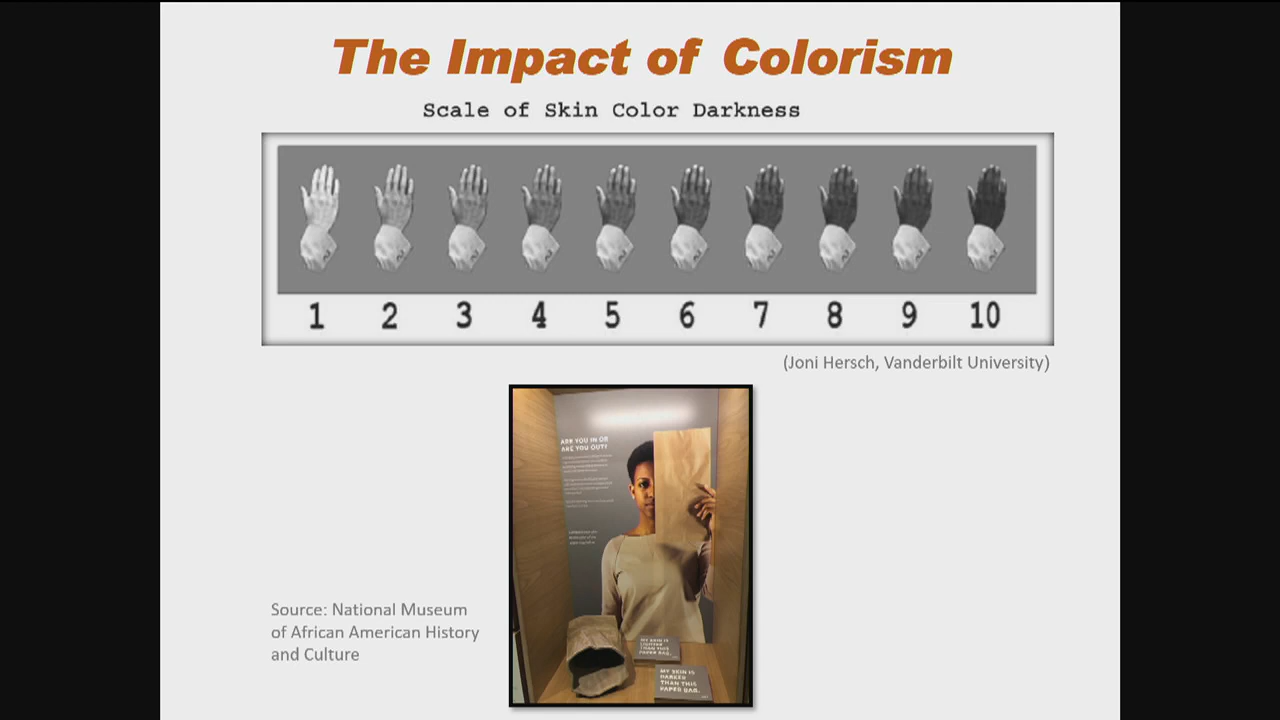 The Impact of Colorism
Scale of Skin Color Darkness
1 2 3 4 5 6 7 8 9 10
(Joni Hersch, Vanderbilt University)
ARE YOU IN OR
ARE YOU OUT?
MY SKIN IS
LIGHTER
THAN THIS
PAPER BAG.
MY SKIN IS
DARKER
THAN THIS
PAPER BAG.
Source: National Museum
of African American History
and Culture